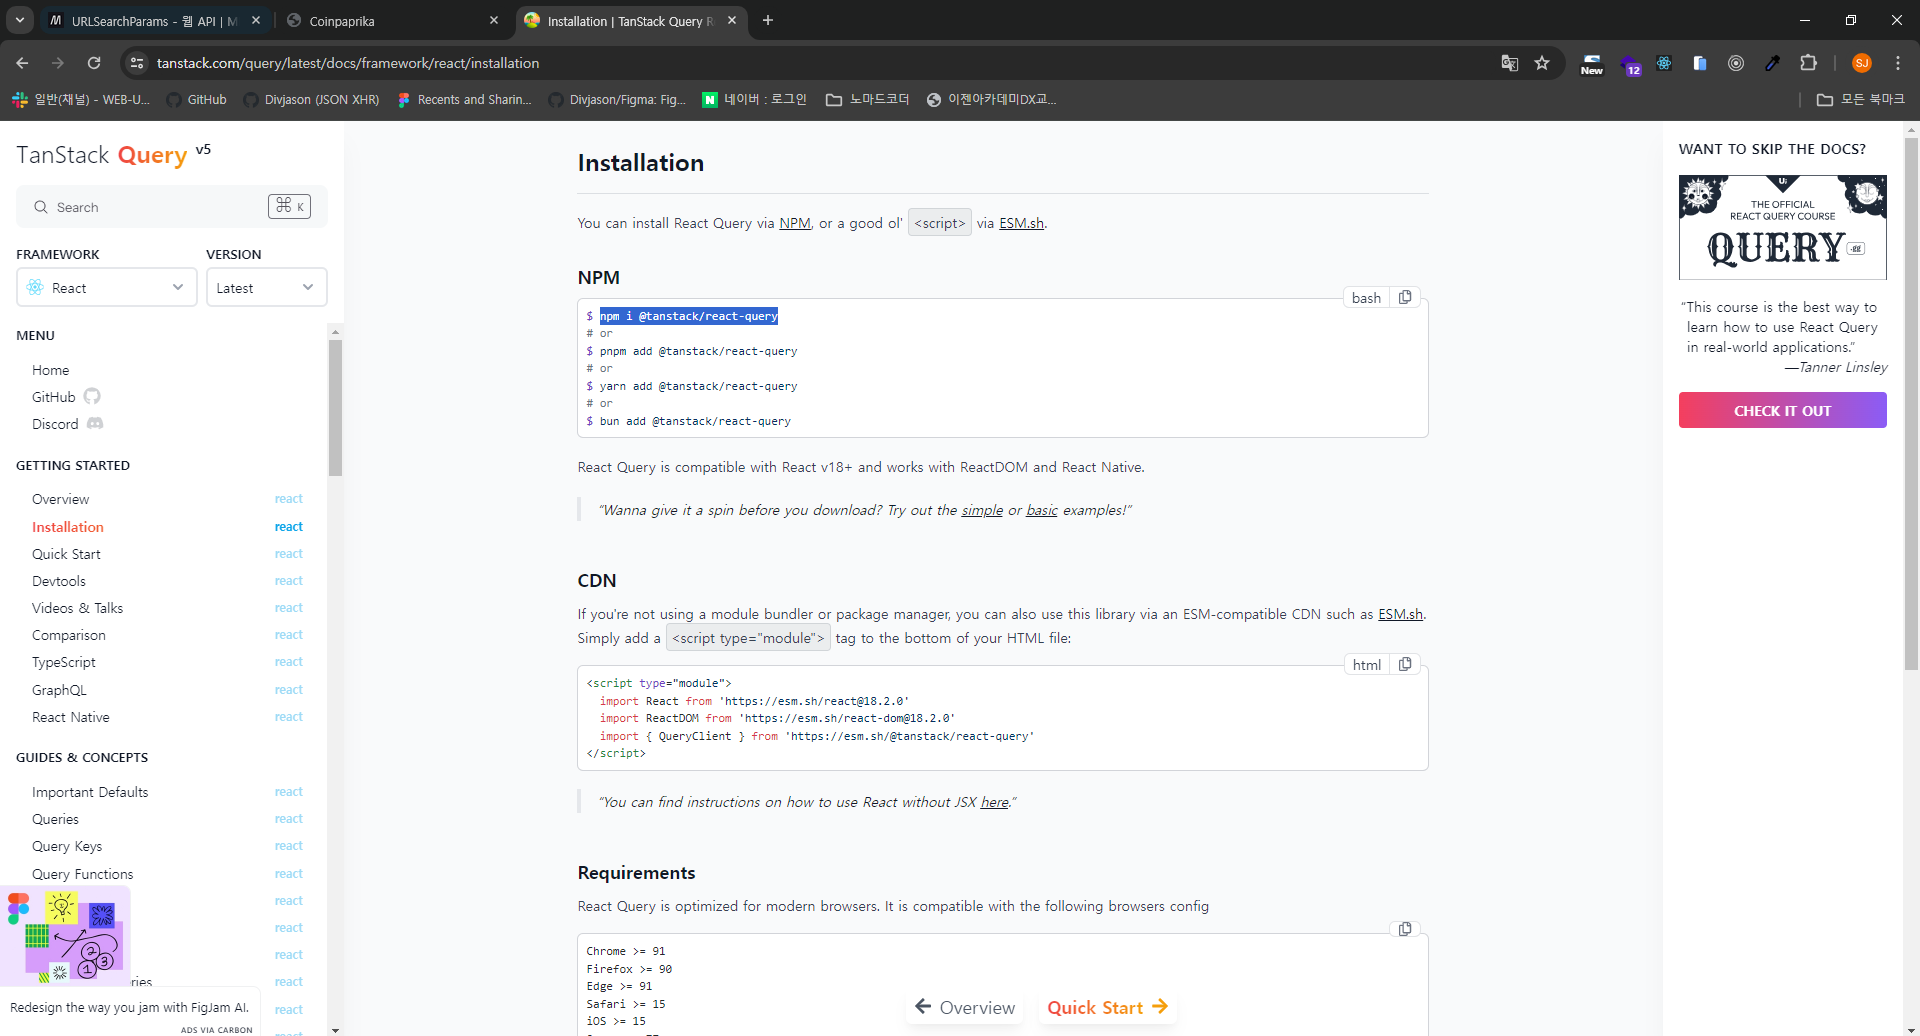 URLSearchParams - 웹 API | M
Coinpaprika
Installation | TanStack Query R
tanstack.com/query/latest/docs/framework/react/installation
New
12
SJ
일반(채널) - WEB-U...
GitHub
Divjason (JSON XHR)
Recents and Sharin...
Divjason/Figma: Fig...
네이버 : 로그인
노마드코더
이젠아카데미DX교...
모든 북마크
TanStack Query v5
Search
⌘ K
FRAMEWORK
VERSION
React
Latest
MENU
Home
GitHub
Discord
GETTING STARTED
Overview react
Installation react
Quick Start react
Devtools react
Videos & Talks react
Comparison react
TypeScript react
GraphQL react
React Native react
GUIDES & CONCEPTS
Important Defaults react
Queries react
Query Keys react
Query Functions react
react
react
react
ries react
react
Redesign the way you jam with FigJam AI.
ADS VIA CARBON
Installation
You can install React Query via NPM, or a good ol' <script> via ESM.sh.
NPM
bash
$ npm i @tanstack/react-query
# or
$ pnpm add @tanstack/react-query
# or
$ yarn add @tanstack/react-query
# or
$ bun add @tanstack/react-query
React Query is compatible with React v18+ and works with ReactDOM and React Native.
“Wanna give it a spin before you download? Try out the simple or basic examples!”
CDN
If you're not using a module bundler or package manager, you can also use this library via an ESM-compatible CDN such as ESM.sh.
Simply add a <script type="module"> tag to the bottom of your HTML file:
html
<script type="module">
import React from 'https://esm.sh/react@18.2.0'
import ReactDOM from 'https://esm.sh/react-dom@18.2.0'
import { QueryClient } from 'https://esm.sh/@tanstack/react-query'
</script>
“You can find instructions on how to use React without JSX here.”
Requirements
React Query is optimized for modern browsers. It is compatible with the following browsers config
Chrome >= 91
Firefox >= 90
Edge >= 91
Safari >= 15
iOS >= 15
Overview
Quick Start
WANT TO SKIP THE DOCS?
THE OFFICIAL
REACT QUERY COURSE
QUERY
.gg
“This course is the best way to
learn how to use React Query
in real-world applications.”
—Tanner Linsley
CHECK IT OUT